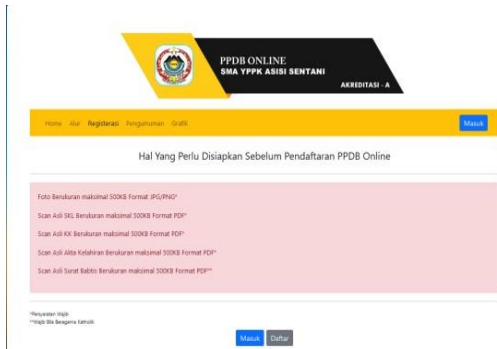 PPDB ONLINE
SMA YPPK ASISI SENTANI
AKREDITASI - A
Home Alur Registerasi Pengumuman Grafik
Masuk
Hal Yang Perlu Disiapkan Sebelum Pendaftaran PPDB Online
Foto Berukuran maksimal 500KB Format JPG/PNG*
Scan Asli SKL Berukuran maksimal 500KB Format PDF*
Scan Asli KK Berukuran maksimal 500KB Format PDF*
Scan Asli Akta Kelahiran Berukuran maksimal 500KB Format PDF*
Scan Asli Surat Babtis Berukuran maksimal 500KB Format PDF**
*Persyaratan Wajib
**Wajib Bila Beragama Katholik
Masuk Daftar